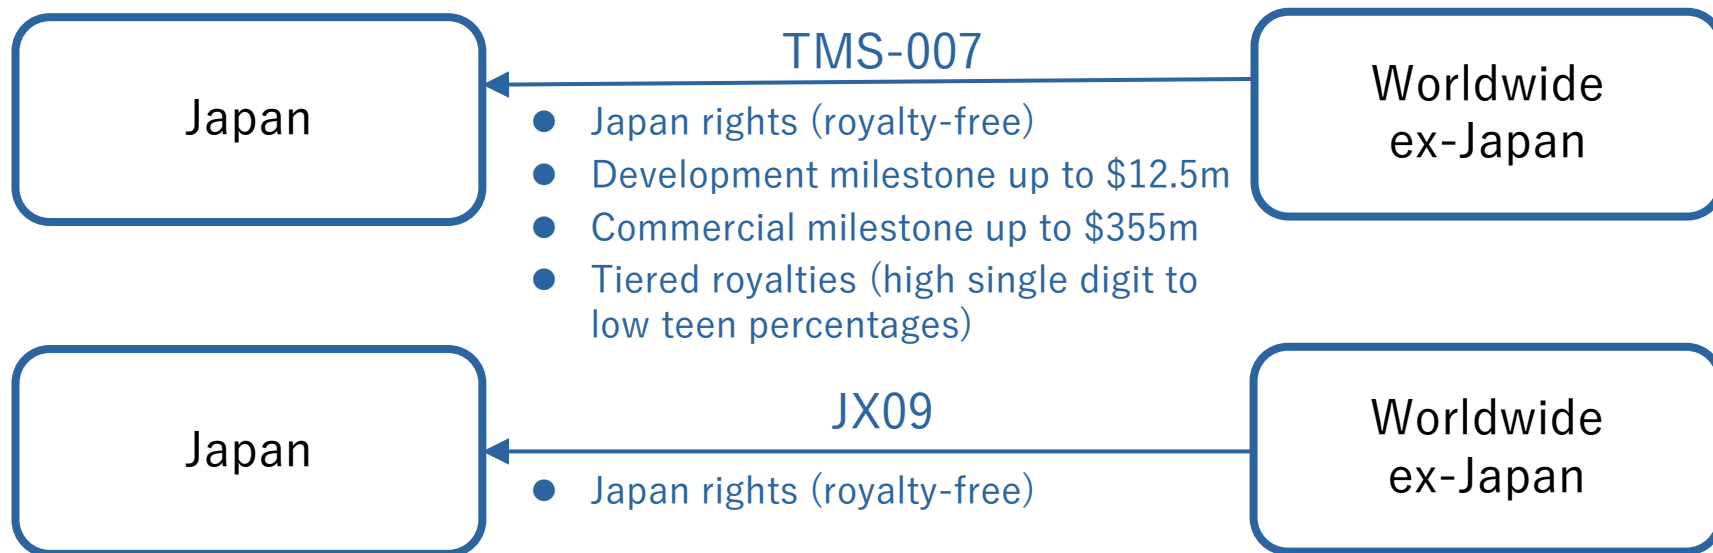 Japan
TMS-007
● Japan rights (royalty-free)
● Development milestone up to $12.5m
● Commercial milestone up to $355m
● Tiered royalties (high single digit to
low teen percentages)
Worldwide
ex-Japan
Japan
JX09
● Japan rights (royalty-free)
Worldwide
ex-Japan